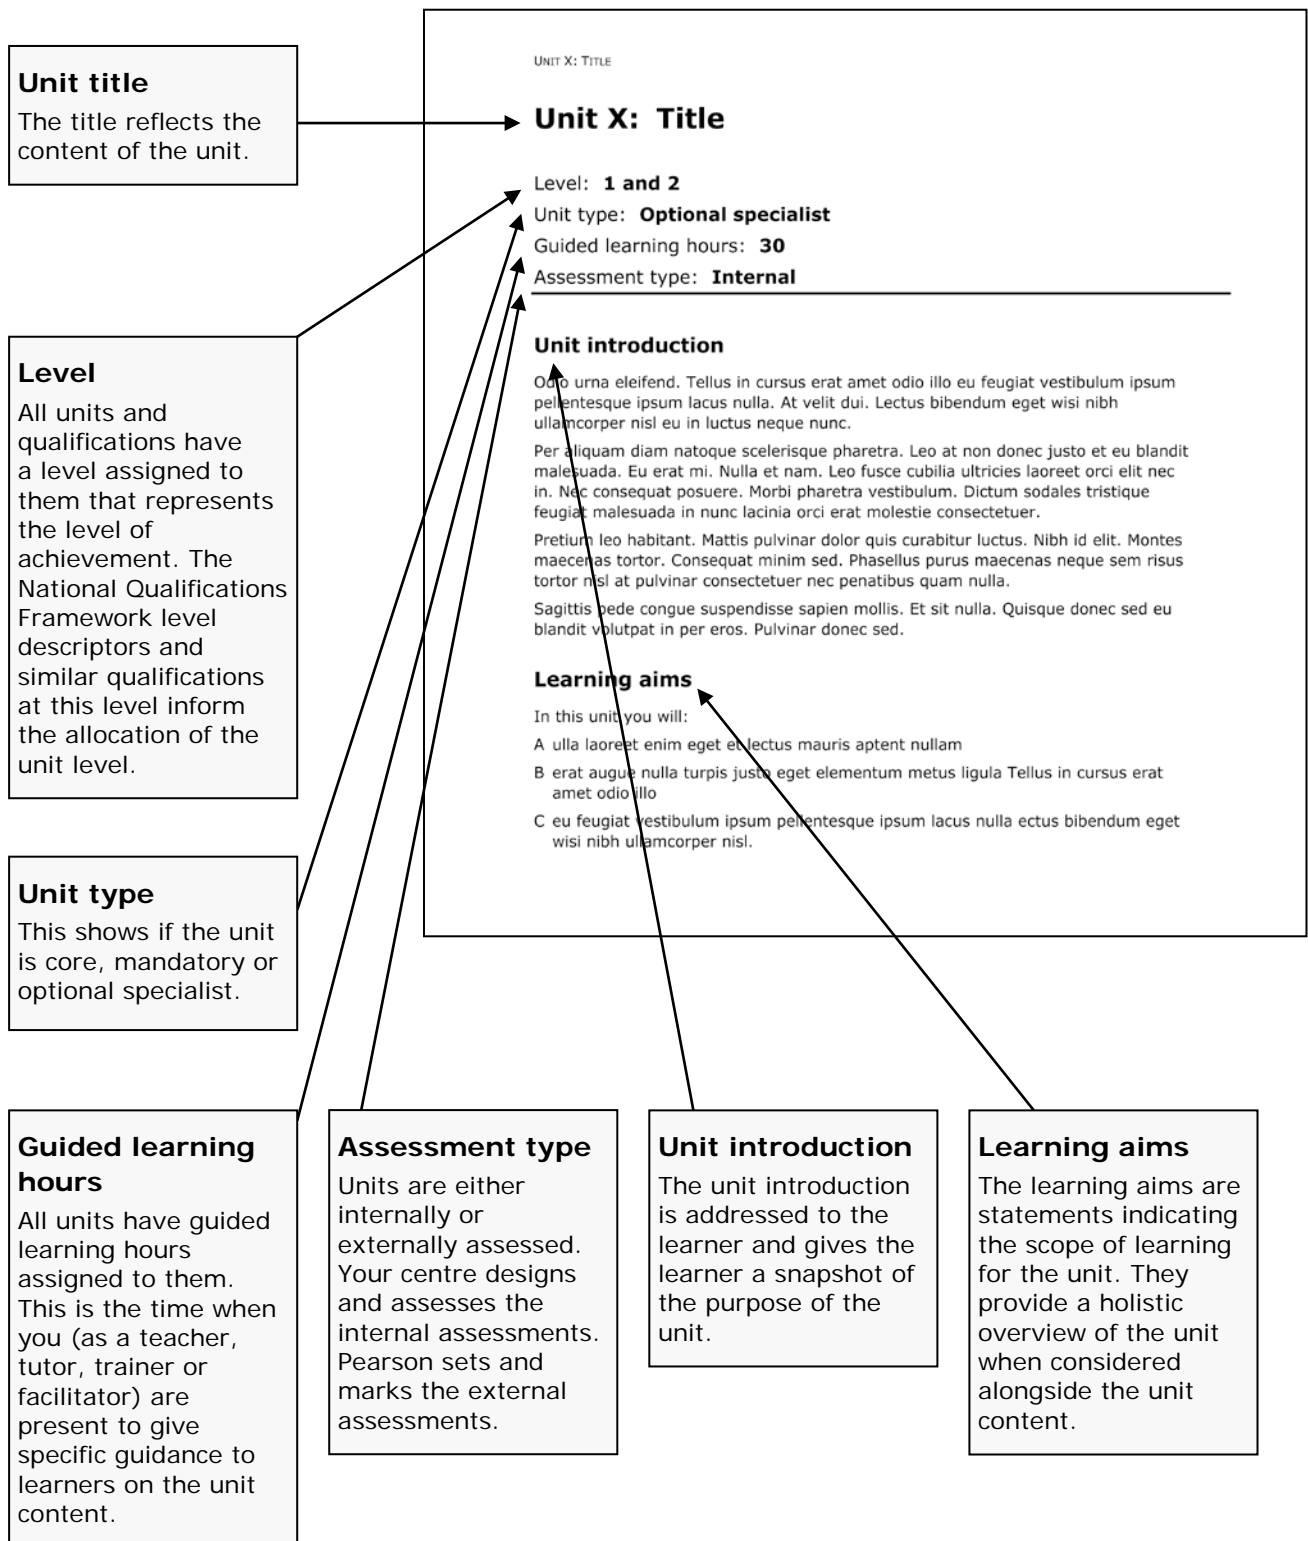 UNIT X: TITLE
Unit X: Title
Level: 1 and 2
Unit type: Optional specialist
Guided learning hours: 30
Assessment type: Internal
Unit introduction
Odio urna eleifend. Tellus in cursus erat amet odio illo eu feugiat vestibulum ipsum
pellentesque ipsum lacus nulla. At velit dui. Lectus bibendum eget wisi nibh
ullamcorper nisl eu in luctus neque nunc.
Per aliquam diam natoque scelerisque pharetra. Leo at non donec justo et eu blandit
malesuada. Eu erat mi. Nulla et nam. Leo fusce cubilia ultricies laoreet orci elit nec
in. Nec consequat posuere. Morbi pharetra vestibulum. Dictum sodales tristique
feugiat malesuada in nunc lacinia orci erat molestie consectetuer.
Pretium leo habitant. Mattis pulvinar dolor quis curabitur luctus. Nibh id elit. Montes
maecenas tortor. Consequat minim sed. Phasellus purus maecenas neque sem risus
tortor nisl at pulvinar consectetuer nec penatibus quam nulla.
Sagittis pede congue suspendisse sapien mollis. Et sit nulla. Quisque donec sed eu
blandit volutpat in per eros. Pulvinar donec sed.
Learning aims
In this unit you will:
A ulla laoreet enim eget et lectus mauris aptent nullam
B erat augue nulla turpis justo eget elementum metus ligula Tellus in cursus erat
amet odio illo
C eu feugiat vestibulum ipsum pellentesque ipsum lacus nulla ectus bibendum eget
wisi nibh ullamcorper nisl.
Unit title
The title reflects the
content of the unit.
Level
All units and
qualifications have
a level assigned to
them that represents
the level of
achievement. The
National Qualifications
Framework level
descriptors and
similar qualifications
at this level inform
the allocation of the
unit level.
Unit type
This shows if the unit
is core, mandatory or
optional specialist.
Guided learning
hours
All units have guided
learning hours
assigned to them.
This is the time when
you (as a teacher,
tutor, trainer or
facilitator) are
present to give
specific guidance to
learners on the unit
content.
Assessment type
Units are either
internally or
externally assessed.
Your centre designs
and assesses the
internal assessments.
Pearson sets and
marks the external
assessments.
Unit introduction
The unit introduction
is addressed to the
learner and gives the
learner a snapshot of
the purpose of the
unit.
Learning aims
The learning aims are
statements indicating
the scope of learning
for the unit. They
provide a holistic
overview of the unit
when considered
alongside the unit
content.